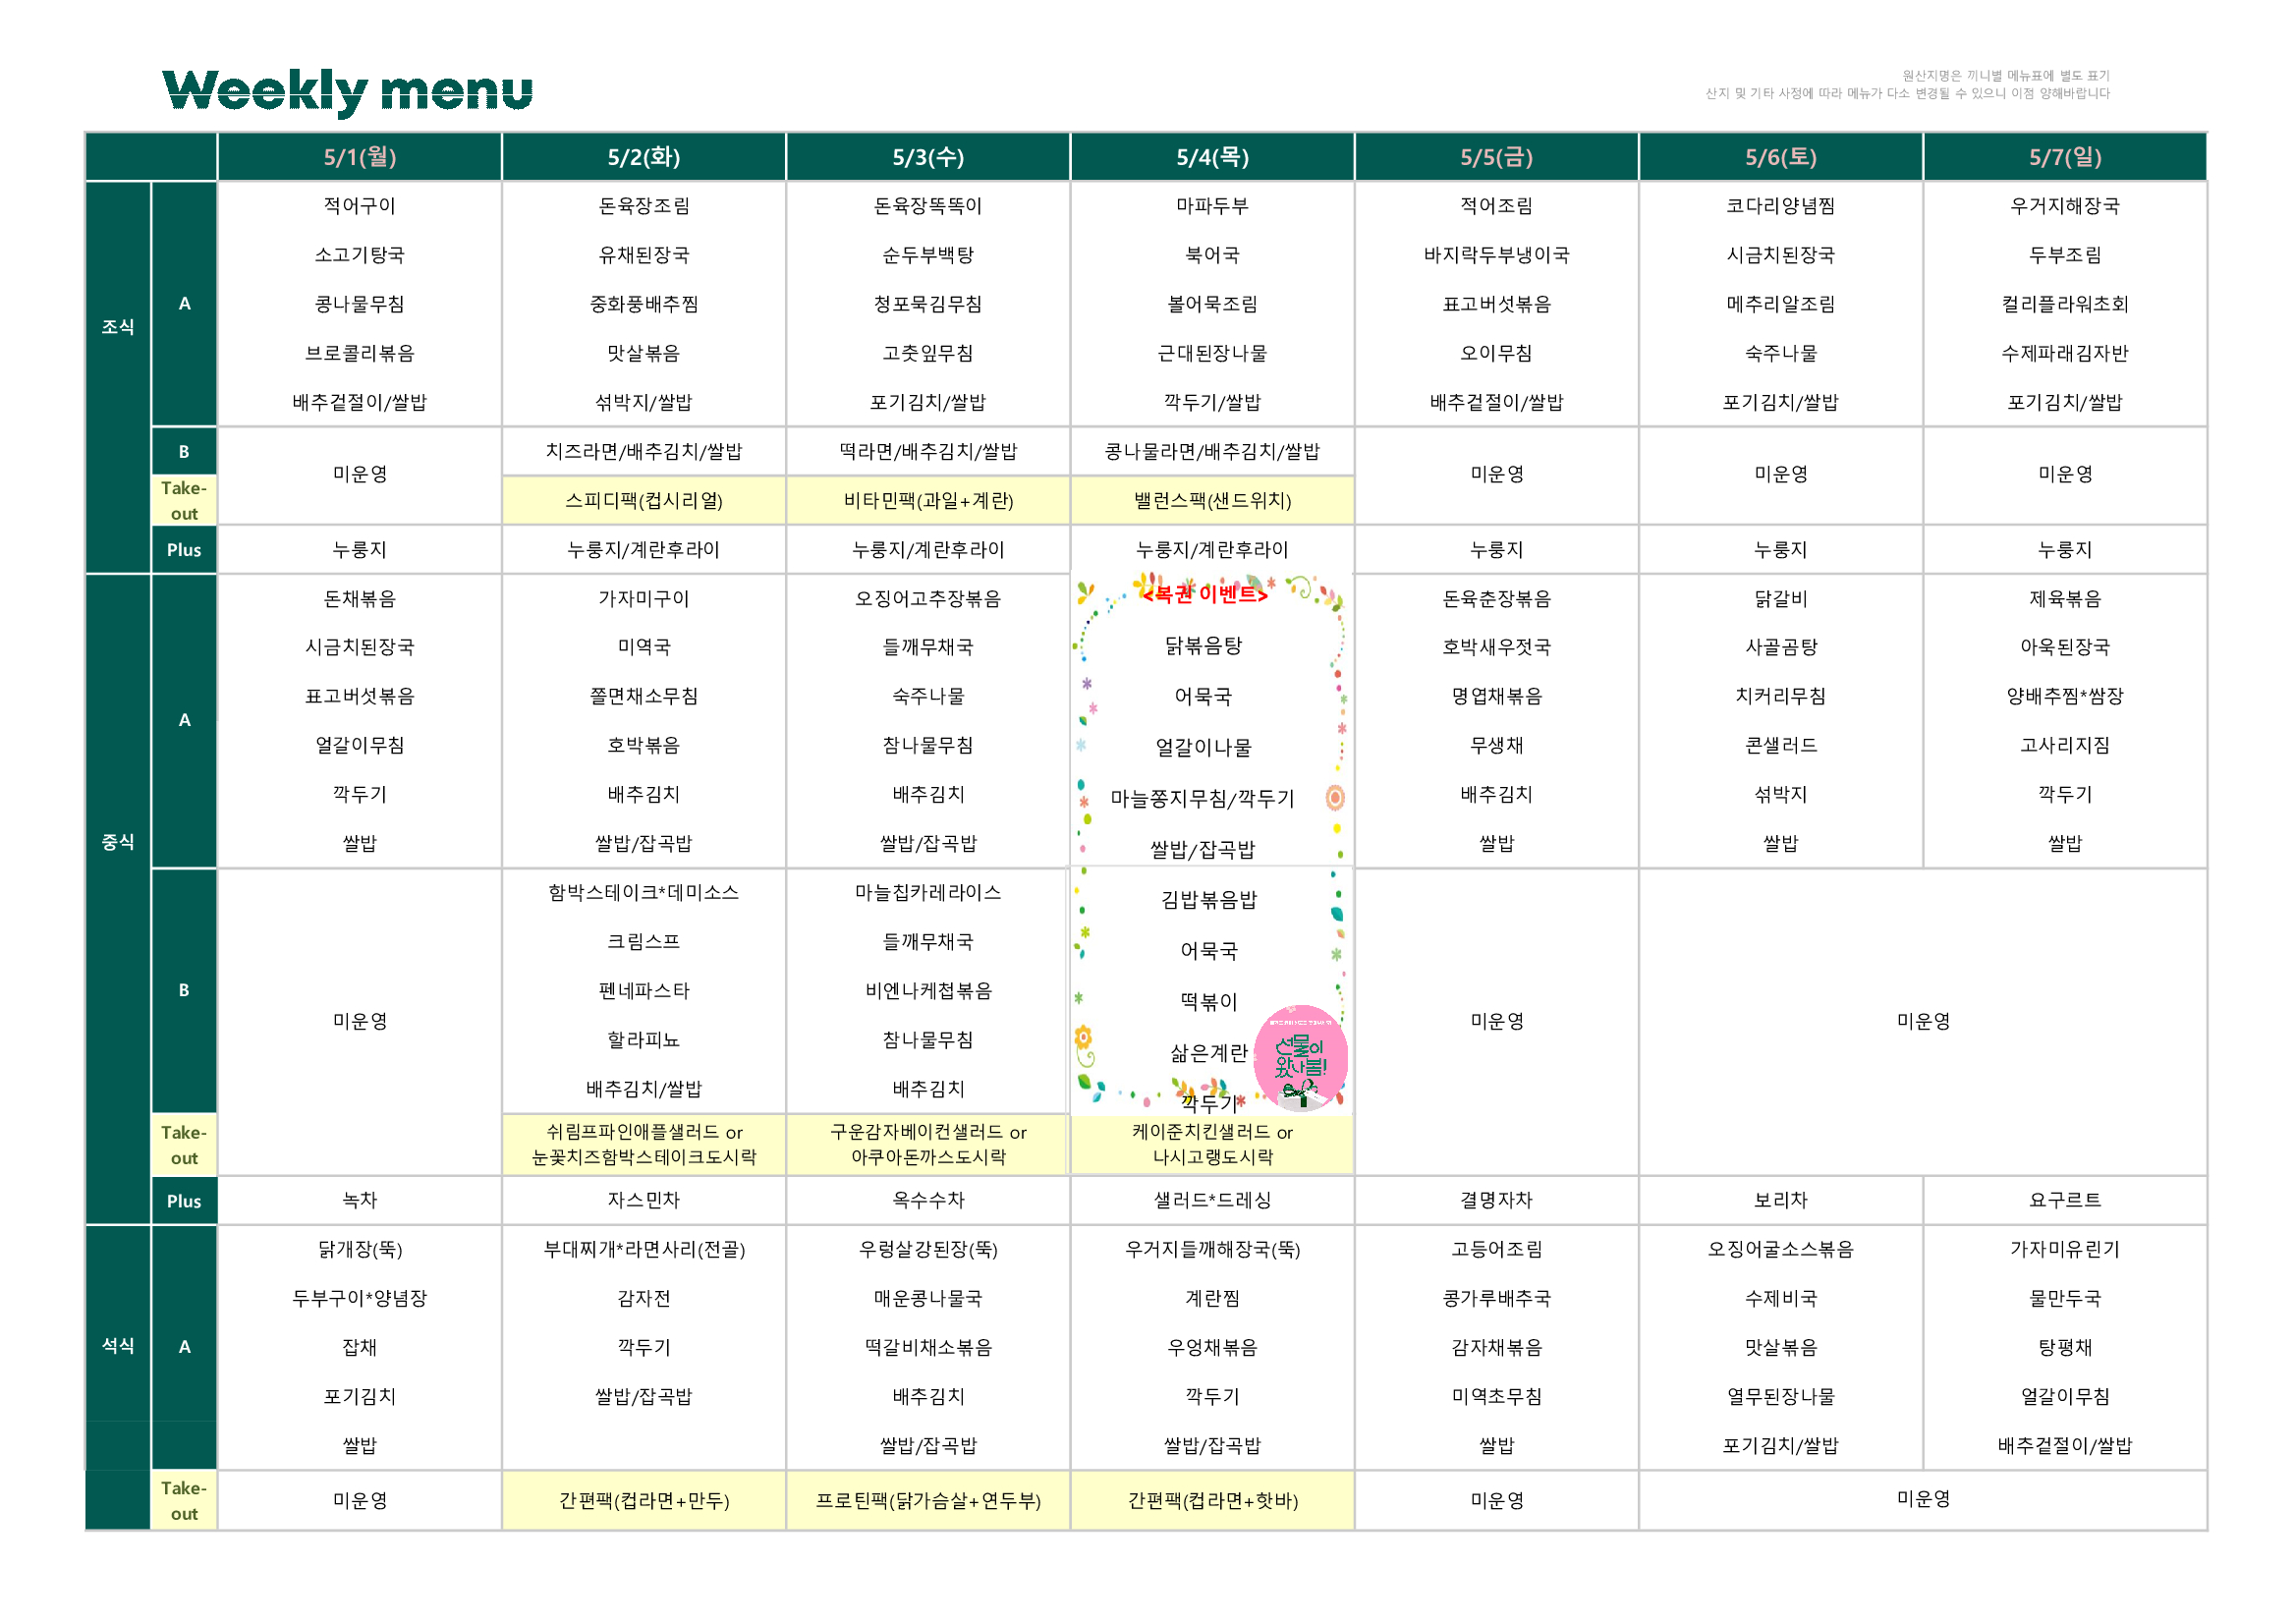 Weekly menu
원산지명은 끼니별 메뉴표에 별도 표기
산지 및 기타 사정에 따라 메뉴가 다소 변경될 수 있으니 이점 양해바랍니다
5/1(월) 5/2(화) 5/3(수) 5/4(목) 5/5(금) 5/6(토) 5/7(일)
조식
A
적어구이 돈육장조림 돈육장똑똑이 마파두부 적어조림 코다리양념찜 우거지해장국
소고기탕국 유채된장국 순두부백탕 북어국 바지락두부냉이국 시금치된장국 두부조림
콩나물무침 중화풍배추찜 청포묵김무침 볼어묵조림 표고버섯볶음 메추리알조림 컬리플라워초회
브로콜리볶음 맛살볶음 고춧잎무침 근대된장나물 오이무침 숙주나물 수제파래김자반
배추겉절이/쌀밥 섞박지/쌀밥 포기김치/쌀밥 깍두기/쌀밥 배추겉절이/쌀밥 포기김치/쌀밥 포기김치/쌀밥
B 치즈라면/배추김치/쌀밥 떡라면/배추김치/쌀밥 콩나물라면/배추김치/쌀밥
미운영 미운영 미운영 미운영
Take-
out
스피디팩(컵시리얼) 비타민팩(과일+계란) 밸런스팩(샌드위치)
Plus 누룽지 누룽지/계란후라이 누룽지/계란후라이 누룽지/계란후라이 누룽지 누룽지 누룽지
중식
A
<복권 이벤트>
돈채볶음 가자미구이 오징어고추장볶음 닭볶음탕 돈육춘장볶음 닭갈비 제육볶음
시금치된장국 미역국 들깨무채국 어묵국 호박새우젓국 사골곰탕 아욱된장국
표고버섯볶음 쫄면채소무침 숙주나물 얼갈이나물 명엽채볶음 치커리무침 양배추찜*쌈장
얼갈이무침 호박볶음 참나물무침 마늘쫑지무침/깍두기 무생채 콘샐러드 고사리지짐
깍두기 배추김치 배추김치 쌀밥/잡곡밥 배추김치 섞박지 깍두기
쌀밥 쌀밥/잡곡밥 쌀밥/잡곡밥 쌀밥 쌀밥 쌀밥
B
함박스테이크*데미소스 마늘칩카레라이스 김밥볶음밥
크림스프 들깨무채국 어묵국
펜네파스타 비엔나케첩볶음 떡볶이
미운영 미운영 미운영
할라피뇨 참나물무침 삶은계란
배추김치/쌀밥 배추김치 깍두기
선물이
왔나봄!
Take-
out
쉬림프파인애플샐러드 or 구운감자베이컨샐러드 or 케이준치킨샐러드 or
눈꽃치즈함박스테이크도시락 아쿠아돈까스도시락 나시고랭도시락
Plus 녹차 자스민차 옥수수차 샐러드*드레싱 결명자차 보리차 요구르트
석식
A
닭개장(뚝) 부대찌개*라면사리(전골) 우렁살강된장(뚝) 우거지들깨해장국(뚝) 고등어조림 오징어굴소스볶음 가자미유린기
두부구이*양념장 감자전 매운콩나물국 계란찜 콩가루배추국 수제비국 물만두국
잡채 깍두기 떡갈비채소볶음 우엉채볶음 감자채볶음 맛살볶음 탕평채
포기김치 쌀밥/잡곡밥 배추김치 깍두기 미역초무침 열무된장나물 얼갈이무침
쌀밥 쌀밥/잡곡밥 쌀밥/잡곡밥 쌀밥 포기김치/쌀밥 배추겉절이/쌀밥
Take-
out
미운영 간편팩(컵라면+만두) 프로틴팩(닭가슴살+연두부) 간편팩(컵라면+핫바) 미운영 미운영